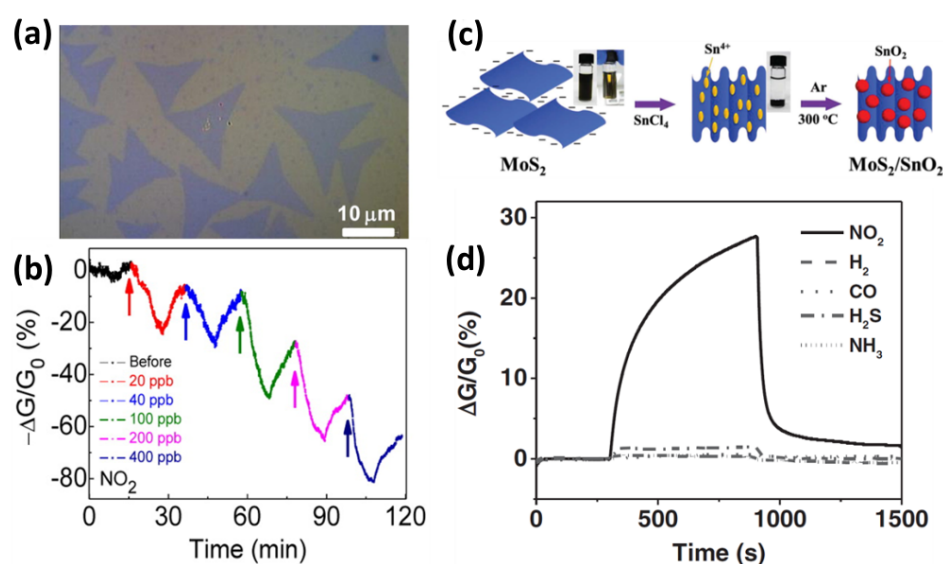 (a)
10 μm
(b)
0
-20
-40
-60
-80
−ΔG/G₀ (%)
Before
20 ppb
40 ppb
100 ppb
200 ppb
400 ppb
NO₂
0 30 60 90 120
Time (min)
(c)
SnCl₄
MoS₂
Sn⁴⁺
Ar
300 °C
SnO₂
MoS₂/SnO₂
(d)
30
20
10
0
ΔG/G₀(%)
NO₂
H₂
CO
H₂S
NH₃
0 500 1000 1500
Time (s)